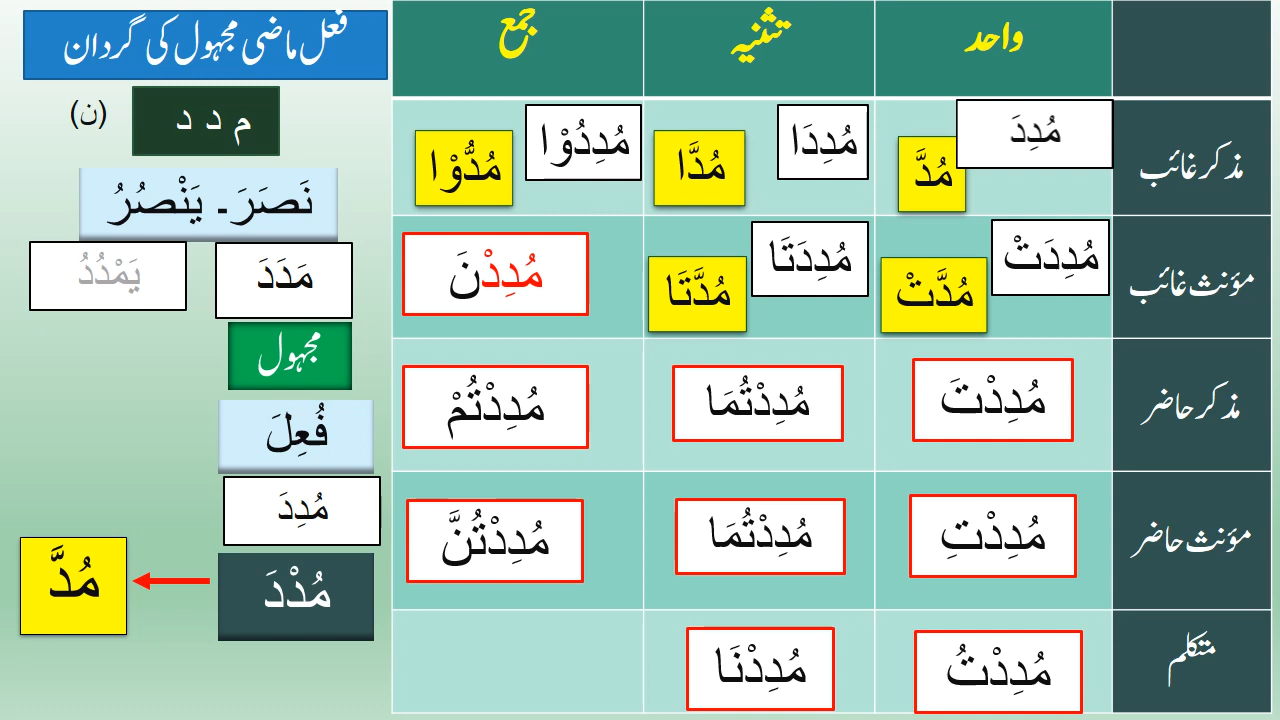 فعل ماضی مجہول کی گردان
(ن)
م د د
نَصَرَ۔ يَنْصُرُ
مَدَدَ
يَمْدُدُ
مجہول
فُعِلَ
مُدِدَ
مُدْدَ
مُدَّ
واحد
تثنیہ
جمع
مذکر غائب
مُدِدَ
مُدَّ
مُدِدَا
مُدَّا
مُدِدُوْا
مُدُّوْا
مؤنث غائب
مُدِدَتْ
مُدَّتْ
مُدِدَتَا
مُدَّتَا
مُدِدْنَ
مذکر حاضر
مُدِدْتَ
مُدِدْتُمَا
مُدِدْتُمْ
مؤنث حاضر
مُدِدْتِ
مُدِدْتُمَا
مُدِدْتُنَّ
متکلم
مُدِدْتُ
مُدِدْنَا